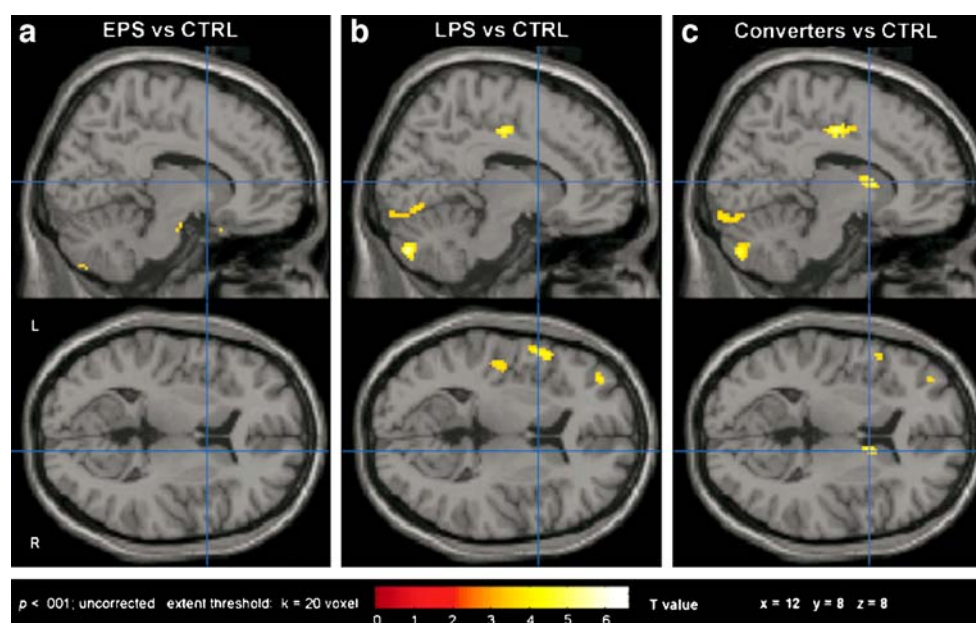 a EPS vs CTRL
b LPS vs CTRL
c Converters vs CTRL
L
R
p < 001; uncorrected extent threshold: k = 20 voxel
0 1 2 3 4 5 6
T value
x = 12 y = 8 z = 8